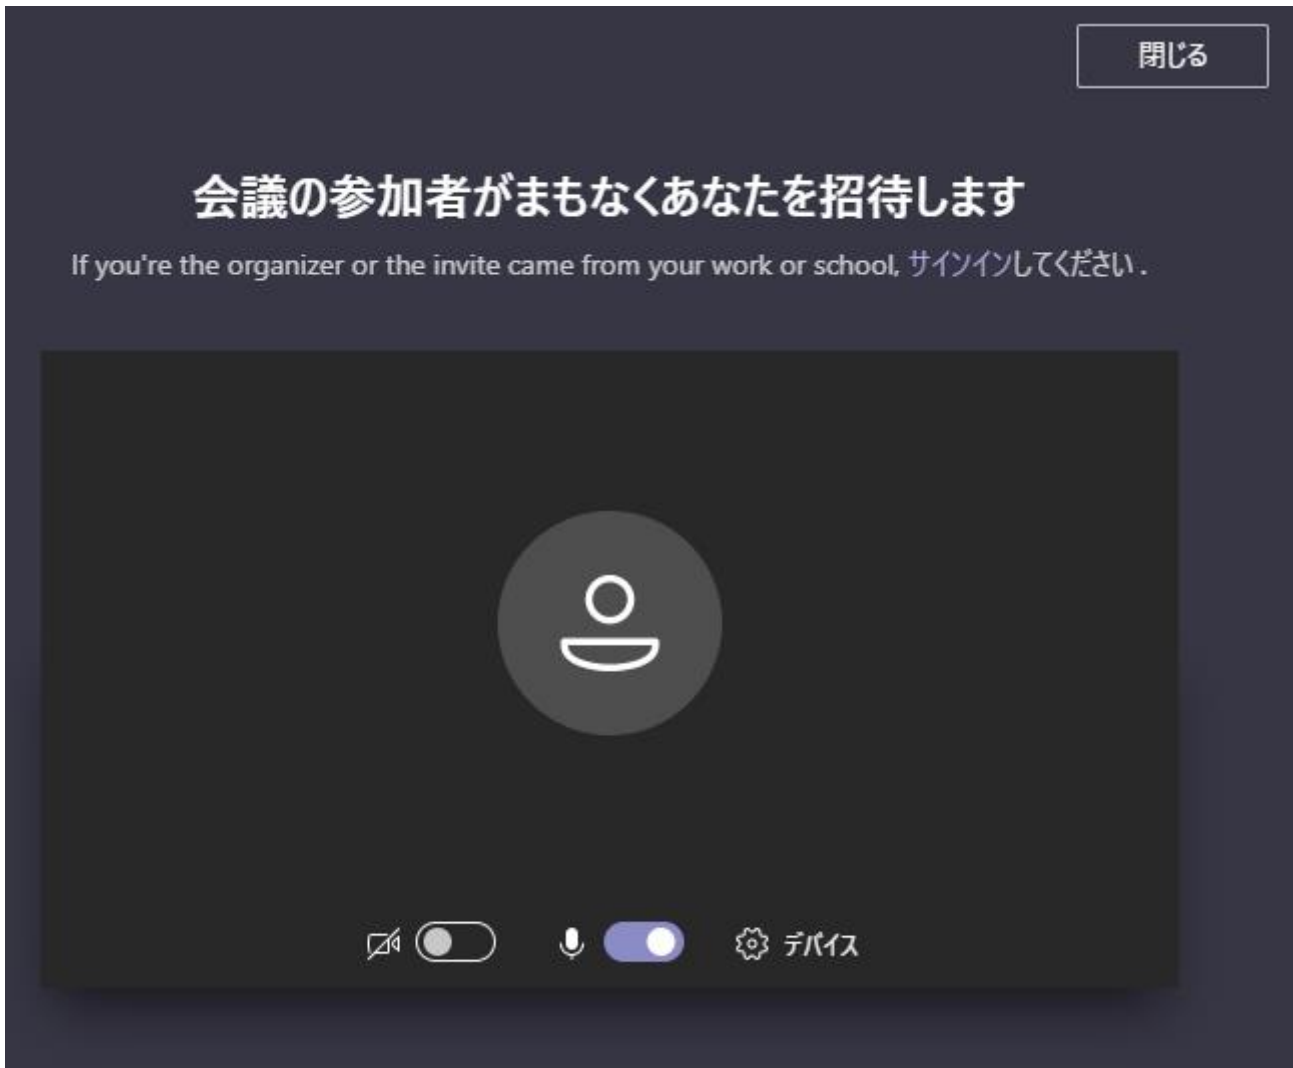 閉じる
会議の参加者がまもなくあなたを招待します
If you're the organizer or the invite came from your work or school, サインインしてください.
デバイス